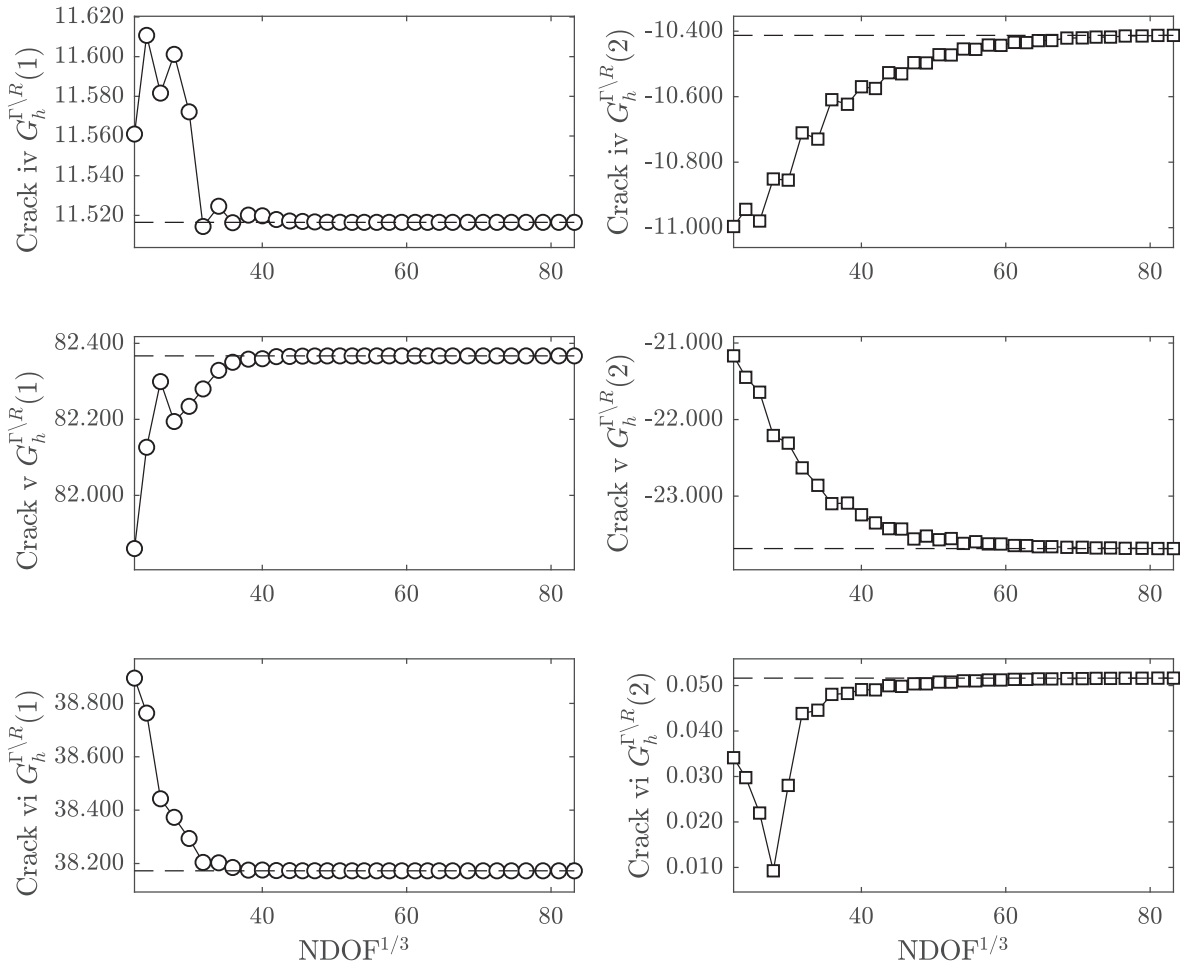 Crack iv G_h^{Γ\R}(1)
11.620
11.600
11.580
11.560
11.540
11.520
40 60 80
Crack iv G_h^{Γ\R}(2)
-10.400
-10.600
-10.800
-11.000
40 60 80
Crack v G_h^{Γ\R}(1)
82.400
82.200
82.000
40 60 80
Crack v G_h^{Γ\R}(2)
-21.000
-22.000
-23.000
40 60 80
Crack vi G_h^{Γ\R}(1)
38.800
38.600
38.400
38.200
40 60 80
NDOF^{1/3}
Crack vi G_h^{Γ\R}(2)
0.050
0.040
0.030
0.020
0.010
40 60 80
NDOF^{1/3}